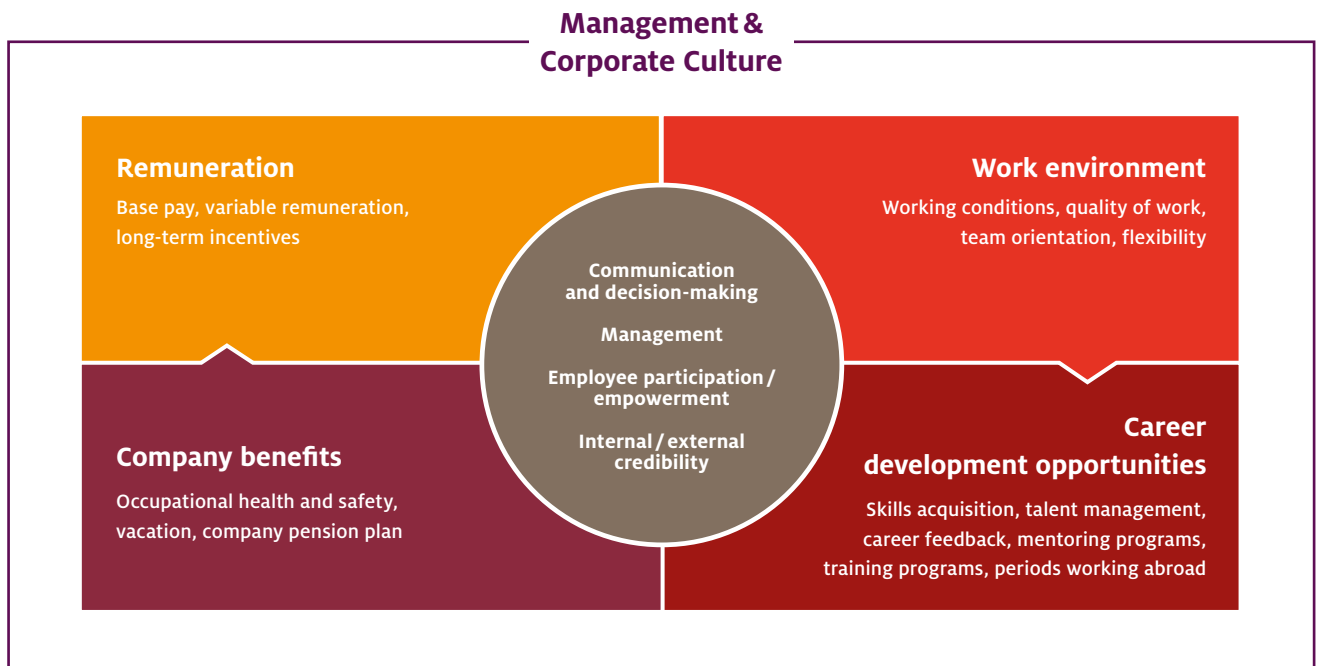 Management &
Corporate Culture
Remuneration
Base pay, variable remuneration,
long-term incentives
Work environment
Working conditions, quality of work,
team orientation, flexibility
Communication
and decision-making
Management
Employee participation /
empowerment
Internal / external
credibility
Company benefits
Occupational health and safety,
vacation, company pension plan
Career
development opportunities
Skills acquisition, talent management,
career feedback, mentoring programs,
training programs, periods working abroad